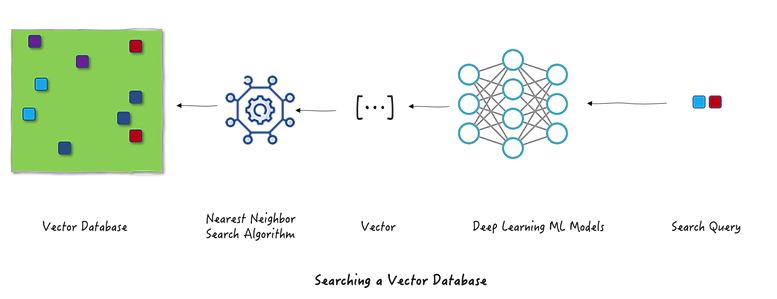 [...]
Vector Database
Nearest Neighbor
Search Algorithm
Vector
Deep Learning ML Models
Search Query
Searching a Vector Database